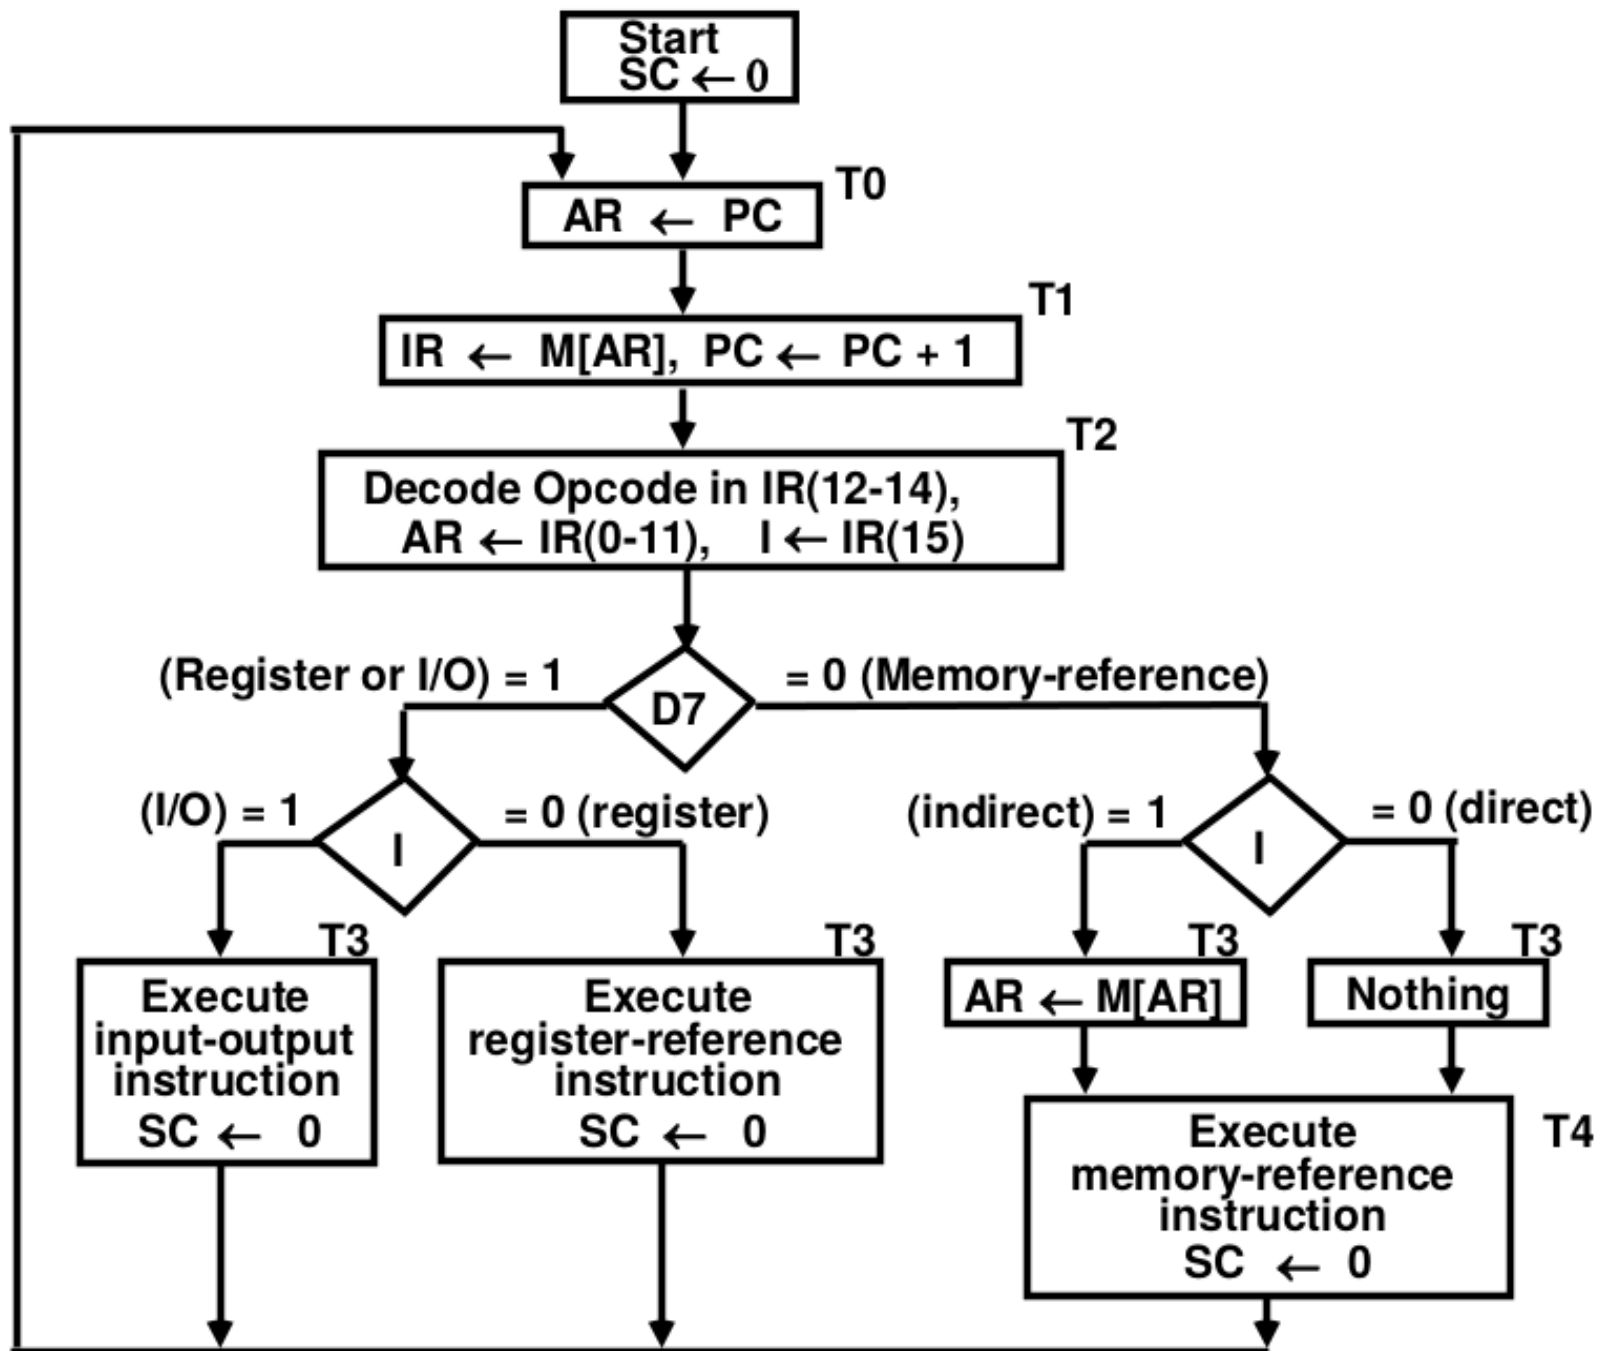 Start
SC ← 0
T0
AR ← PC
T1
IR ← M[AR], PC ← PC + 1
T2
Decode Opcode in IR(12-14),
AR ← IR(0-11), I ← IR(15)
(Register or I/O) = 1
= 0 (Memory-reference)
D7
(I/O) = 1
= 0 (register)
(indirect) = 1
= 0 (direct)
I
I
T3
T3
T3
T3
Execute
input-output
instruction
SC ← 0
Execute
register-reference
instruction
SC ← 0
AR ← M[AR]
Nothing
T4
Execute
memory-reference
instruction
SC ← 0